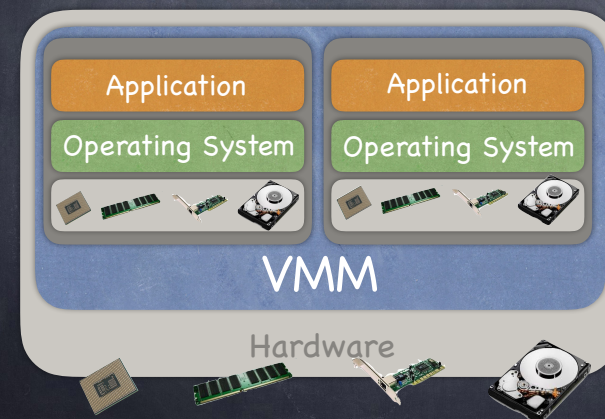 Application
Application
Operating System
Operating System
VMM
Hardware